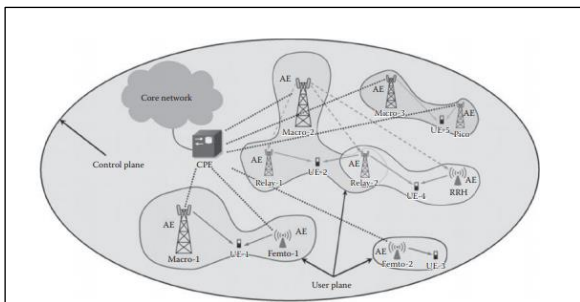 AE
Core network
Macro-2
AE
Macro-3
AE
UE-5
Pico
Control plane
CPE
AE
Relay-1
UE-2
AE
Relay-2
UE-4
AE
RRH
AE
Macro-1
UE-1
AE
Femto-1
AE
Femto-2
UE-3
User plane